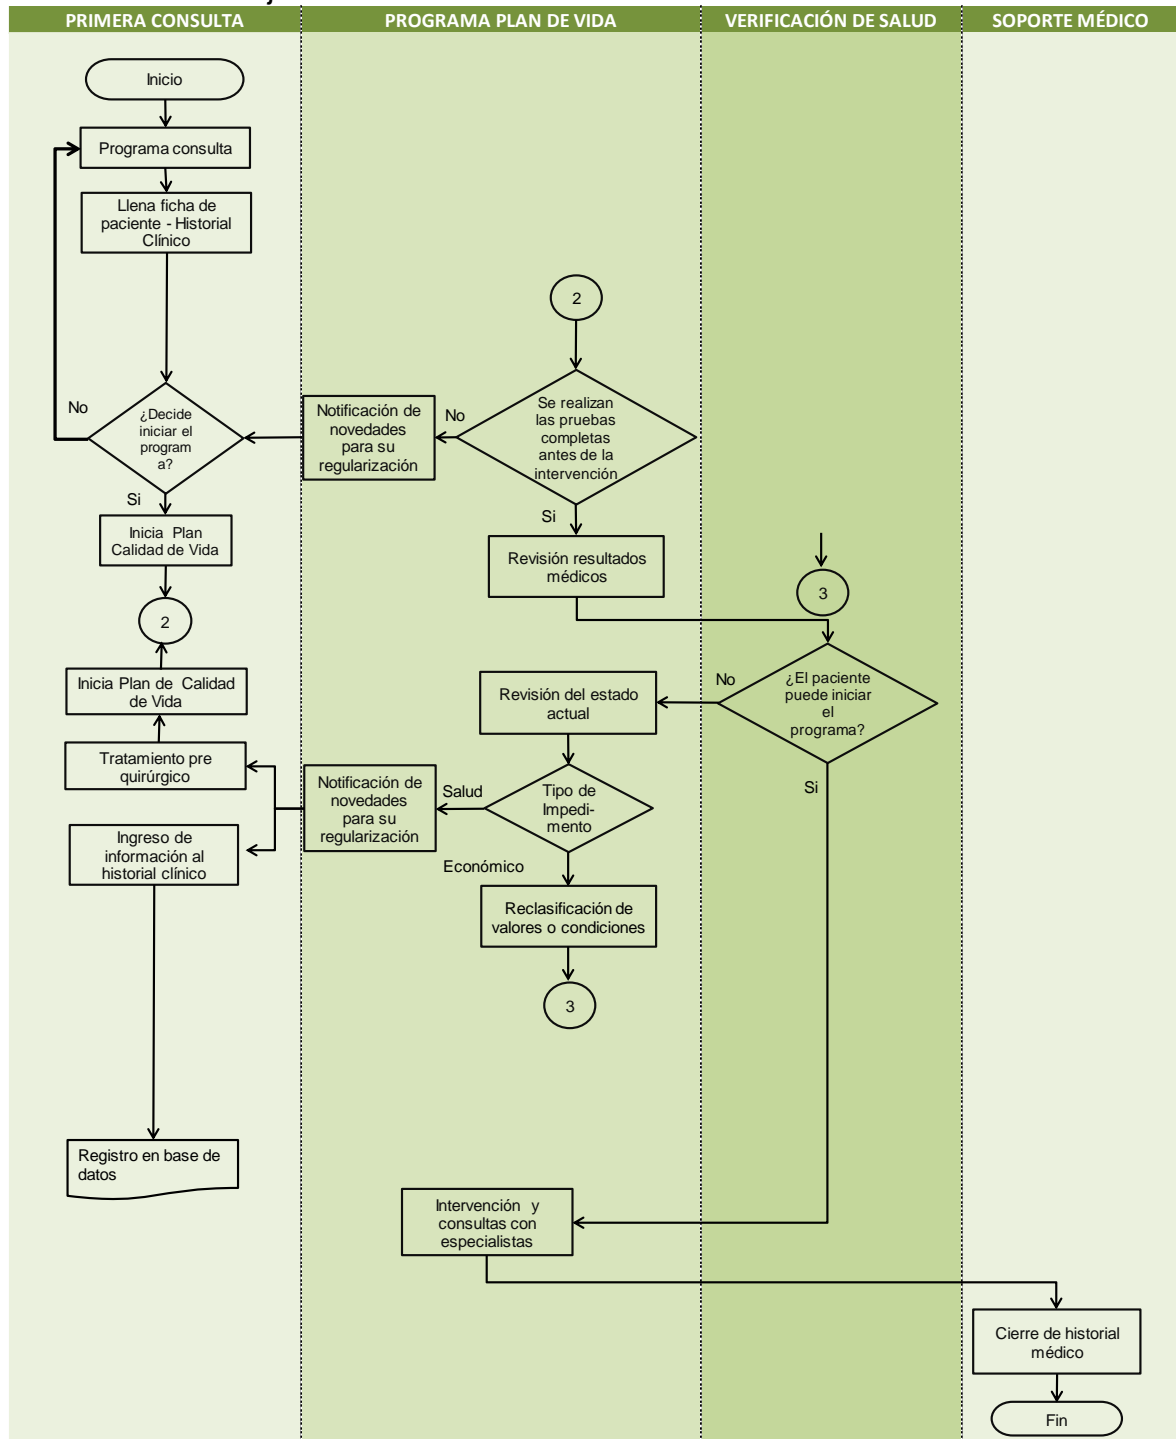 PRIMERA CONSULTA
PROGRAMA PLAN DE VIDA
VERIFICACIÓN DE SALUD
SOPORTE MÉDICO
Inicio
Programa consulta
Llena ficha de
paciente - Historial
Clínico
No
¿Decide
iniciar el
program
a?
Si
Inicia Plan
Calidad de Vida
2
Inicia Plan de Calidad
de Vida
Tratamiento pre
quirúrgico
Ingreso de
información al
historial clínico
Registro en base de
datos
2
Se realizan
las pruebas
completas
antes de la
intervención
No
Notificación de
novedades
para su
regularización
Si
Revisión resultados
médicos
Revisión del estado
actual
Tipo de
Impedi-
mento
Salud
Notificación de
novedades
para su
regularización
Económico
Reclasificación de
valores o condiciones
3
Intervención y
consultas con
especialistas
3
¿El paciente
puede iniciar
el
programa?
No
Si
Cierre de historial
médico
Fin